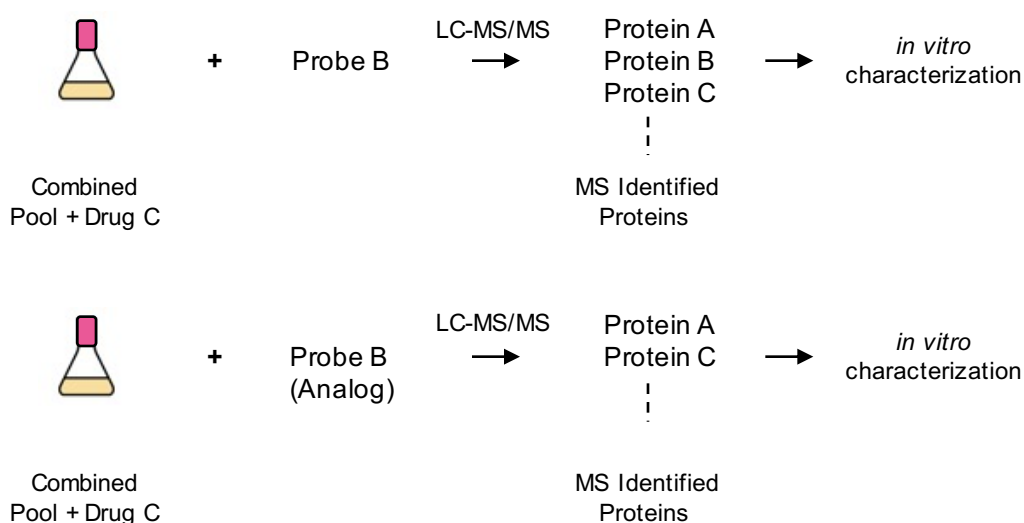 LC-MS/MS
+
Probe B
Protein A
Protein B
Protein C
in vitro
characterization
Combined
Pool + Drug C
MS Identified
Proteins
LC-MS/MS
+
Probe B
(Analog)
Protein A
Protein C
in vitro
characterization
Combined
Pool + Drug C
MS Identified
Proteins